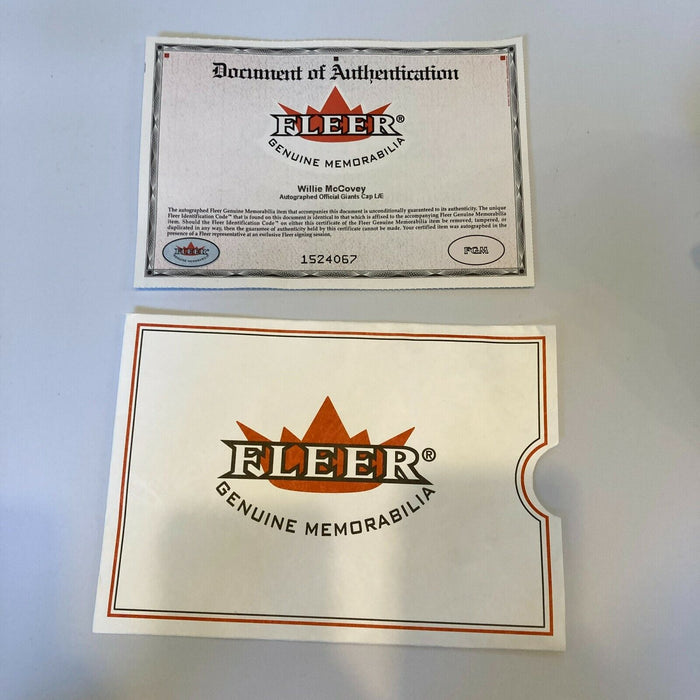 Document of Authentication
FLEER®
GENUINE MEMORABILIA
Willie McCovey
Autographed Official Giants Cap L/E
The autographed Fleer Genuine Memorabilia item that accompanies this document is unconditionally guaranteed to its authenticity. The unique
Fleer Identification Code™ that is found on this document is identical to that which is affixed to the accompanying Fleer Genuine Memorabilia
item. Should the Fleer Identification Code™ on either this certificate of the Fleer Genuine Memorabilia item be removed, tampered, or
duplicated in any way, then the guarantee of authenticity held by this certificate cannot be made. Your certified item was autographed in the
presence of a Fleer representative at an exclusive Fleer signing session.
FLEER
GENUINE MEMORABILIA
1524067
FGM
FLEER®
GENUINE MEMORABILIA